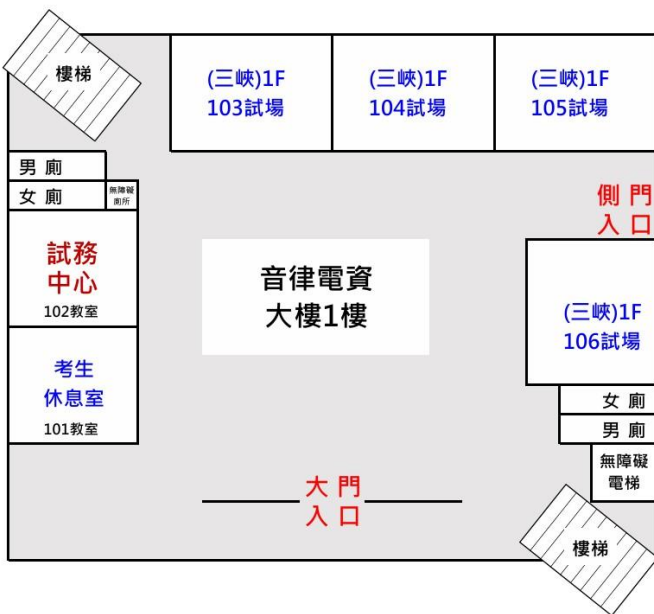 樓梯
(三峽)1F
103試場
(三峽)1F
104試場
(三峽)1F
105試場
男廁
女廁
無障礙
廁所
側門
入口
試務
中心
102教室
音律電資
大樓1樓
(三峽)1F
106試場
考生
休息室
101教室
女廁
男廁
無障礙
電梯
大門
入口
樓梯